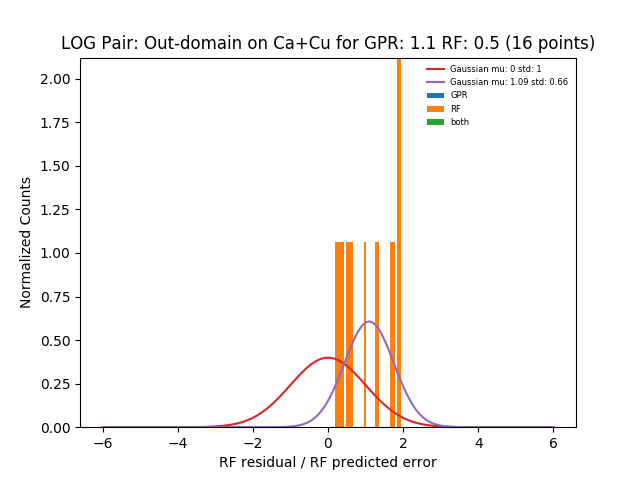 LOG Pair: Out-domain on Ca+Cu for GPR: 1.1 RF: 0.5 (16 points)
Gaussian mu: 0 std: 1
Gaussian mu: 1.09 std: 0.66
GPR
RF
both
Normalized Counts
2.00
1.75
1.50
1.25
1.00
0.75
0.50
0.25
0.00
−6 −4 −2 0 2 4 6
RF residual / RF predicted error